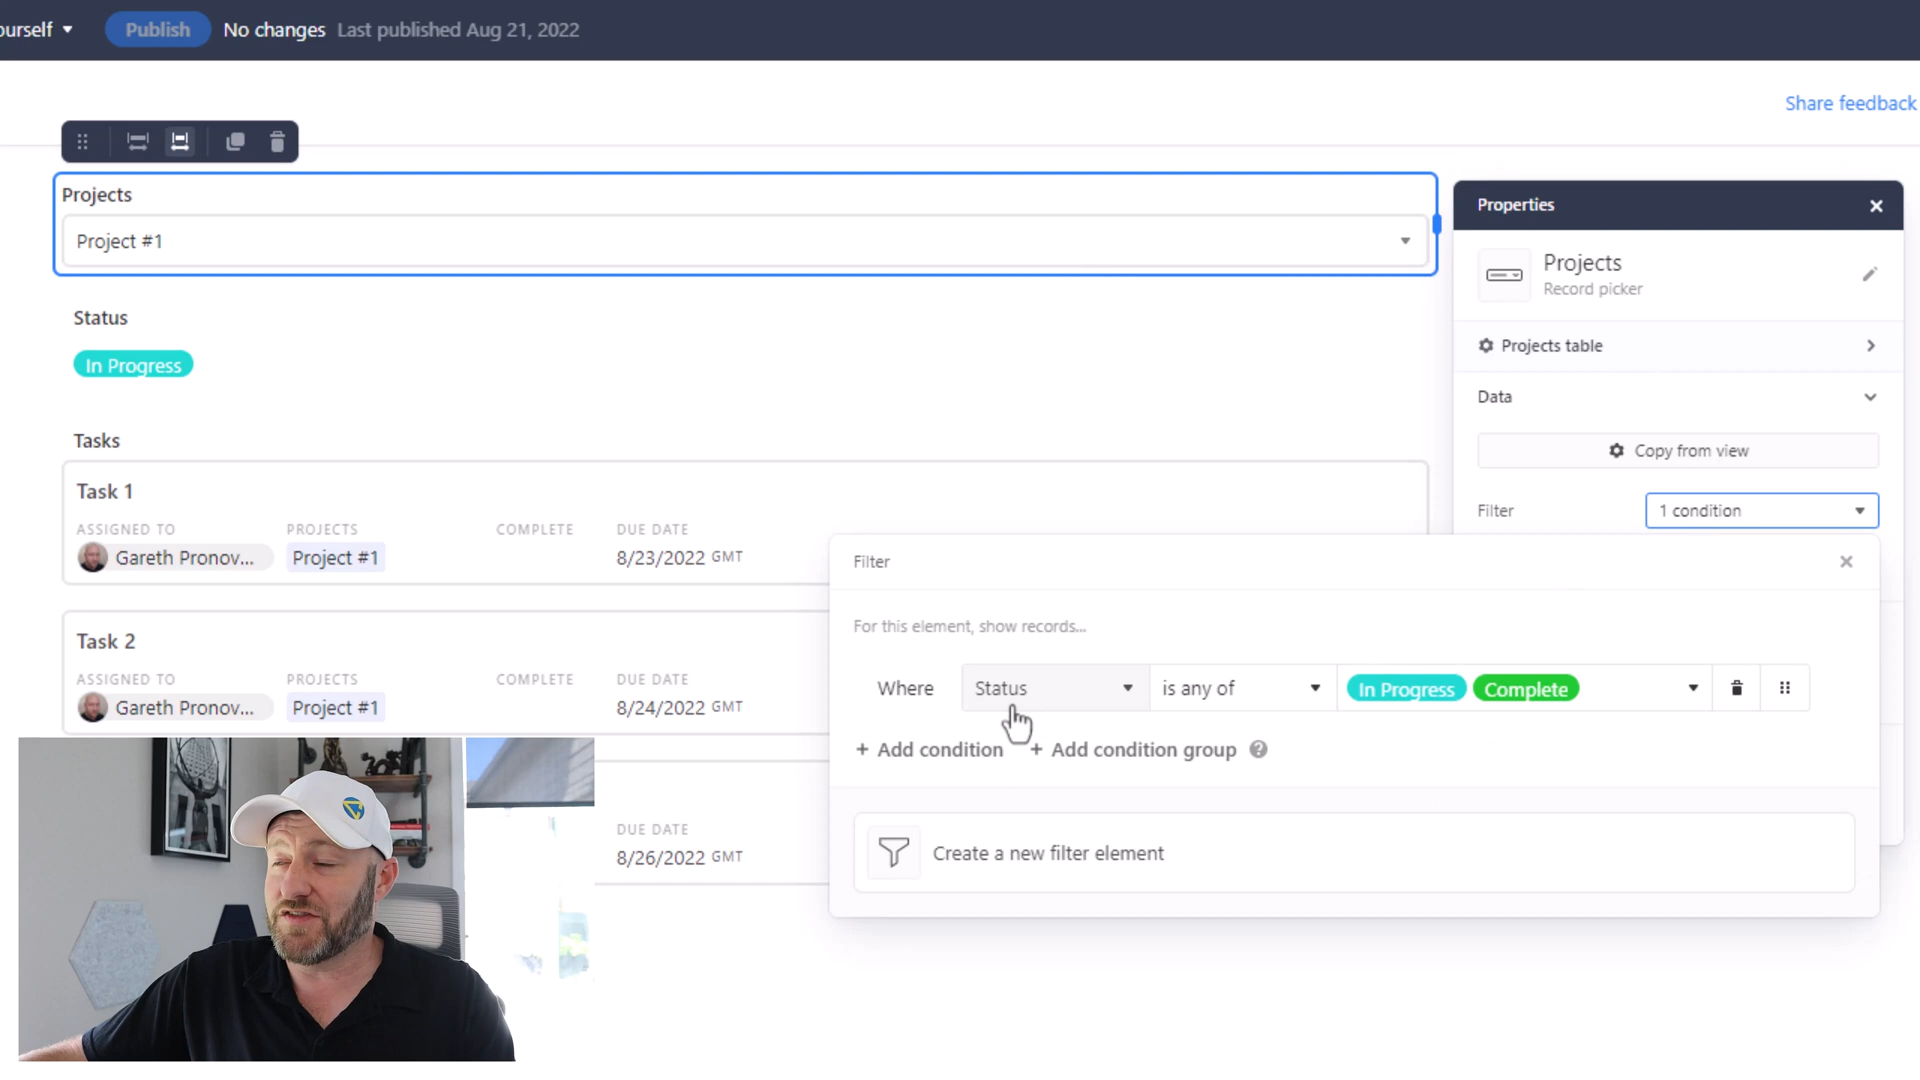 ourself
Publish
No changes
Last published Aug 21, 2022
Share feedback
Projects
Project #1
Status
In Progress
Tasks
Task 1
ASSIGNED TO PROJECTS COMPLETE DUE DATE
Gareth Pronov... Project #1 8/23/2022 GMT
Task 2
ASSIGNED TO PROJECTS COMPLETE DUE DATE
Gareth Pronov... Project #1 8/24/2022 GMT
DUE DATE
8/26/2022 GMT
Properties
Projects
Record picker
Projects table
Data
Copy from view
Filter 1 condition
Filter
For this element, show records...
Where Status is any of In Progress Complete
+ Add condition + Add condition group
Create a new filter element